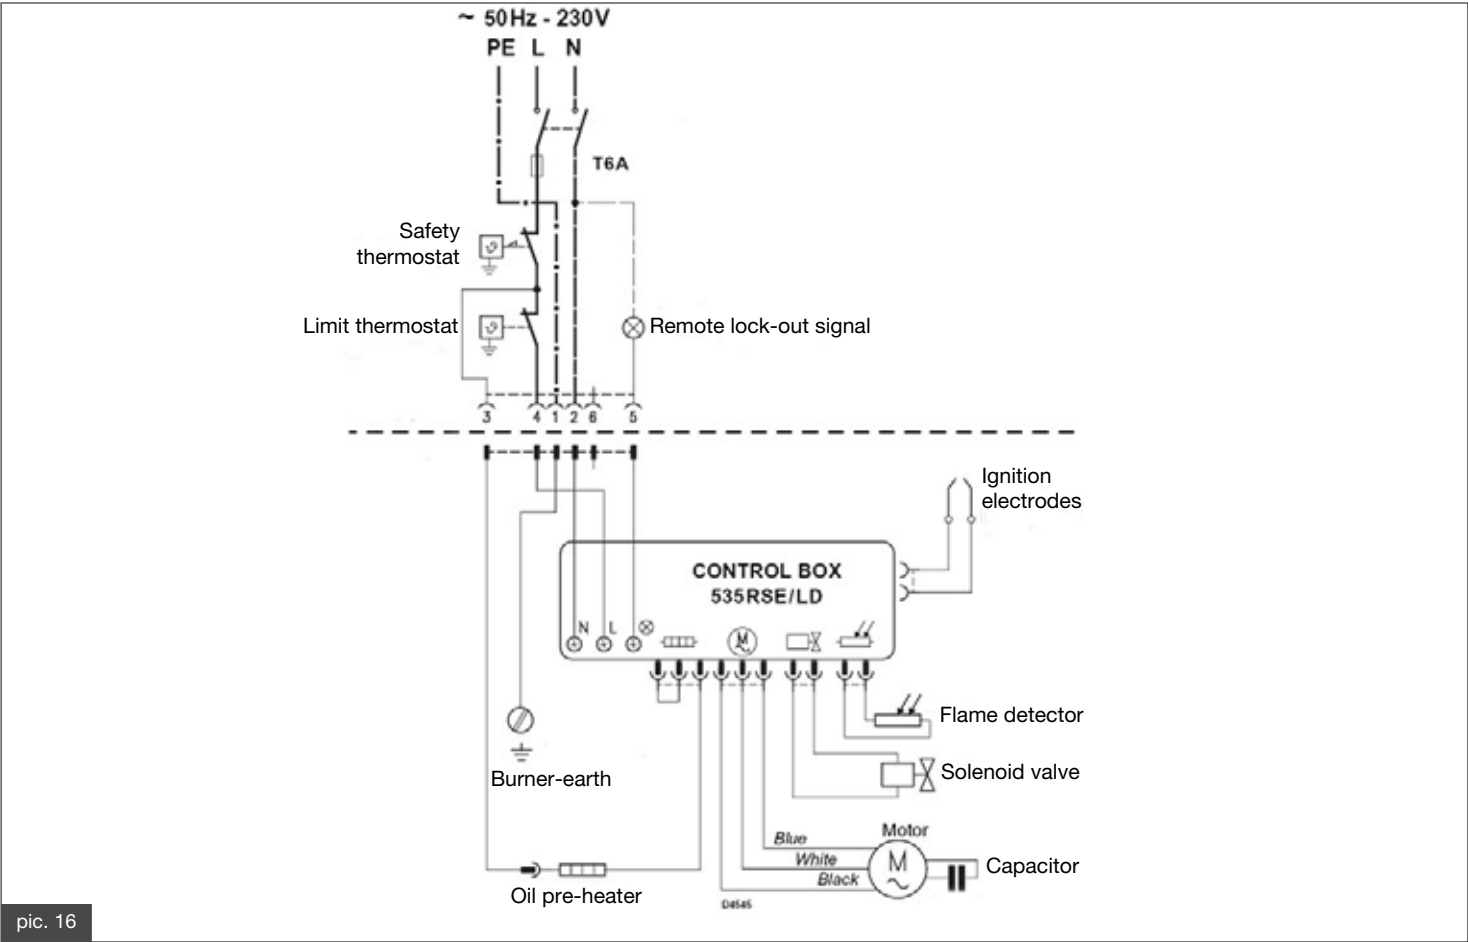 ~ 50Hz - 230V
PE L N
T6A
Safety
thermostat
Limit thermostat
Remote lock-out signal
3 4 1 2 6 5
Ignition
electrodes
CONTROL BOX
535RSE/LD
N L
M
Flame detector
Solenoid valve
Burner-earth
Motor
Blue
White
Black
M
Capacitor
Oil pre-heater
D4545
pic. 16